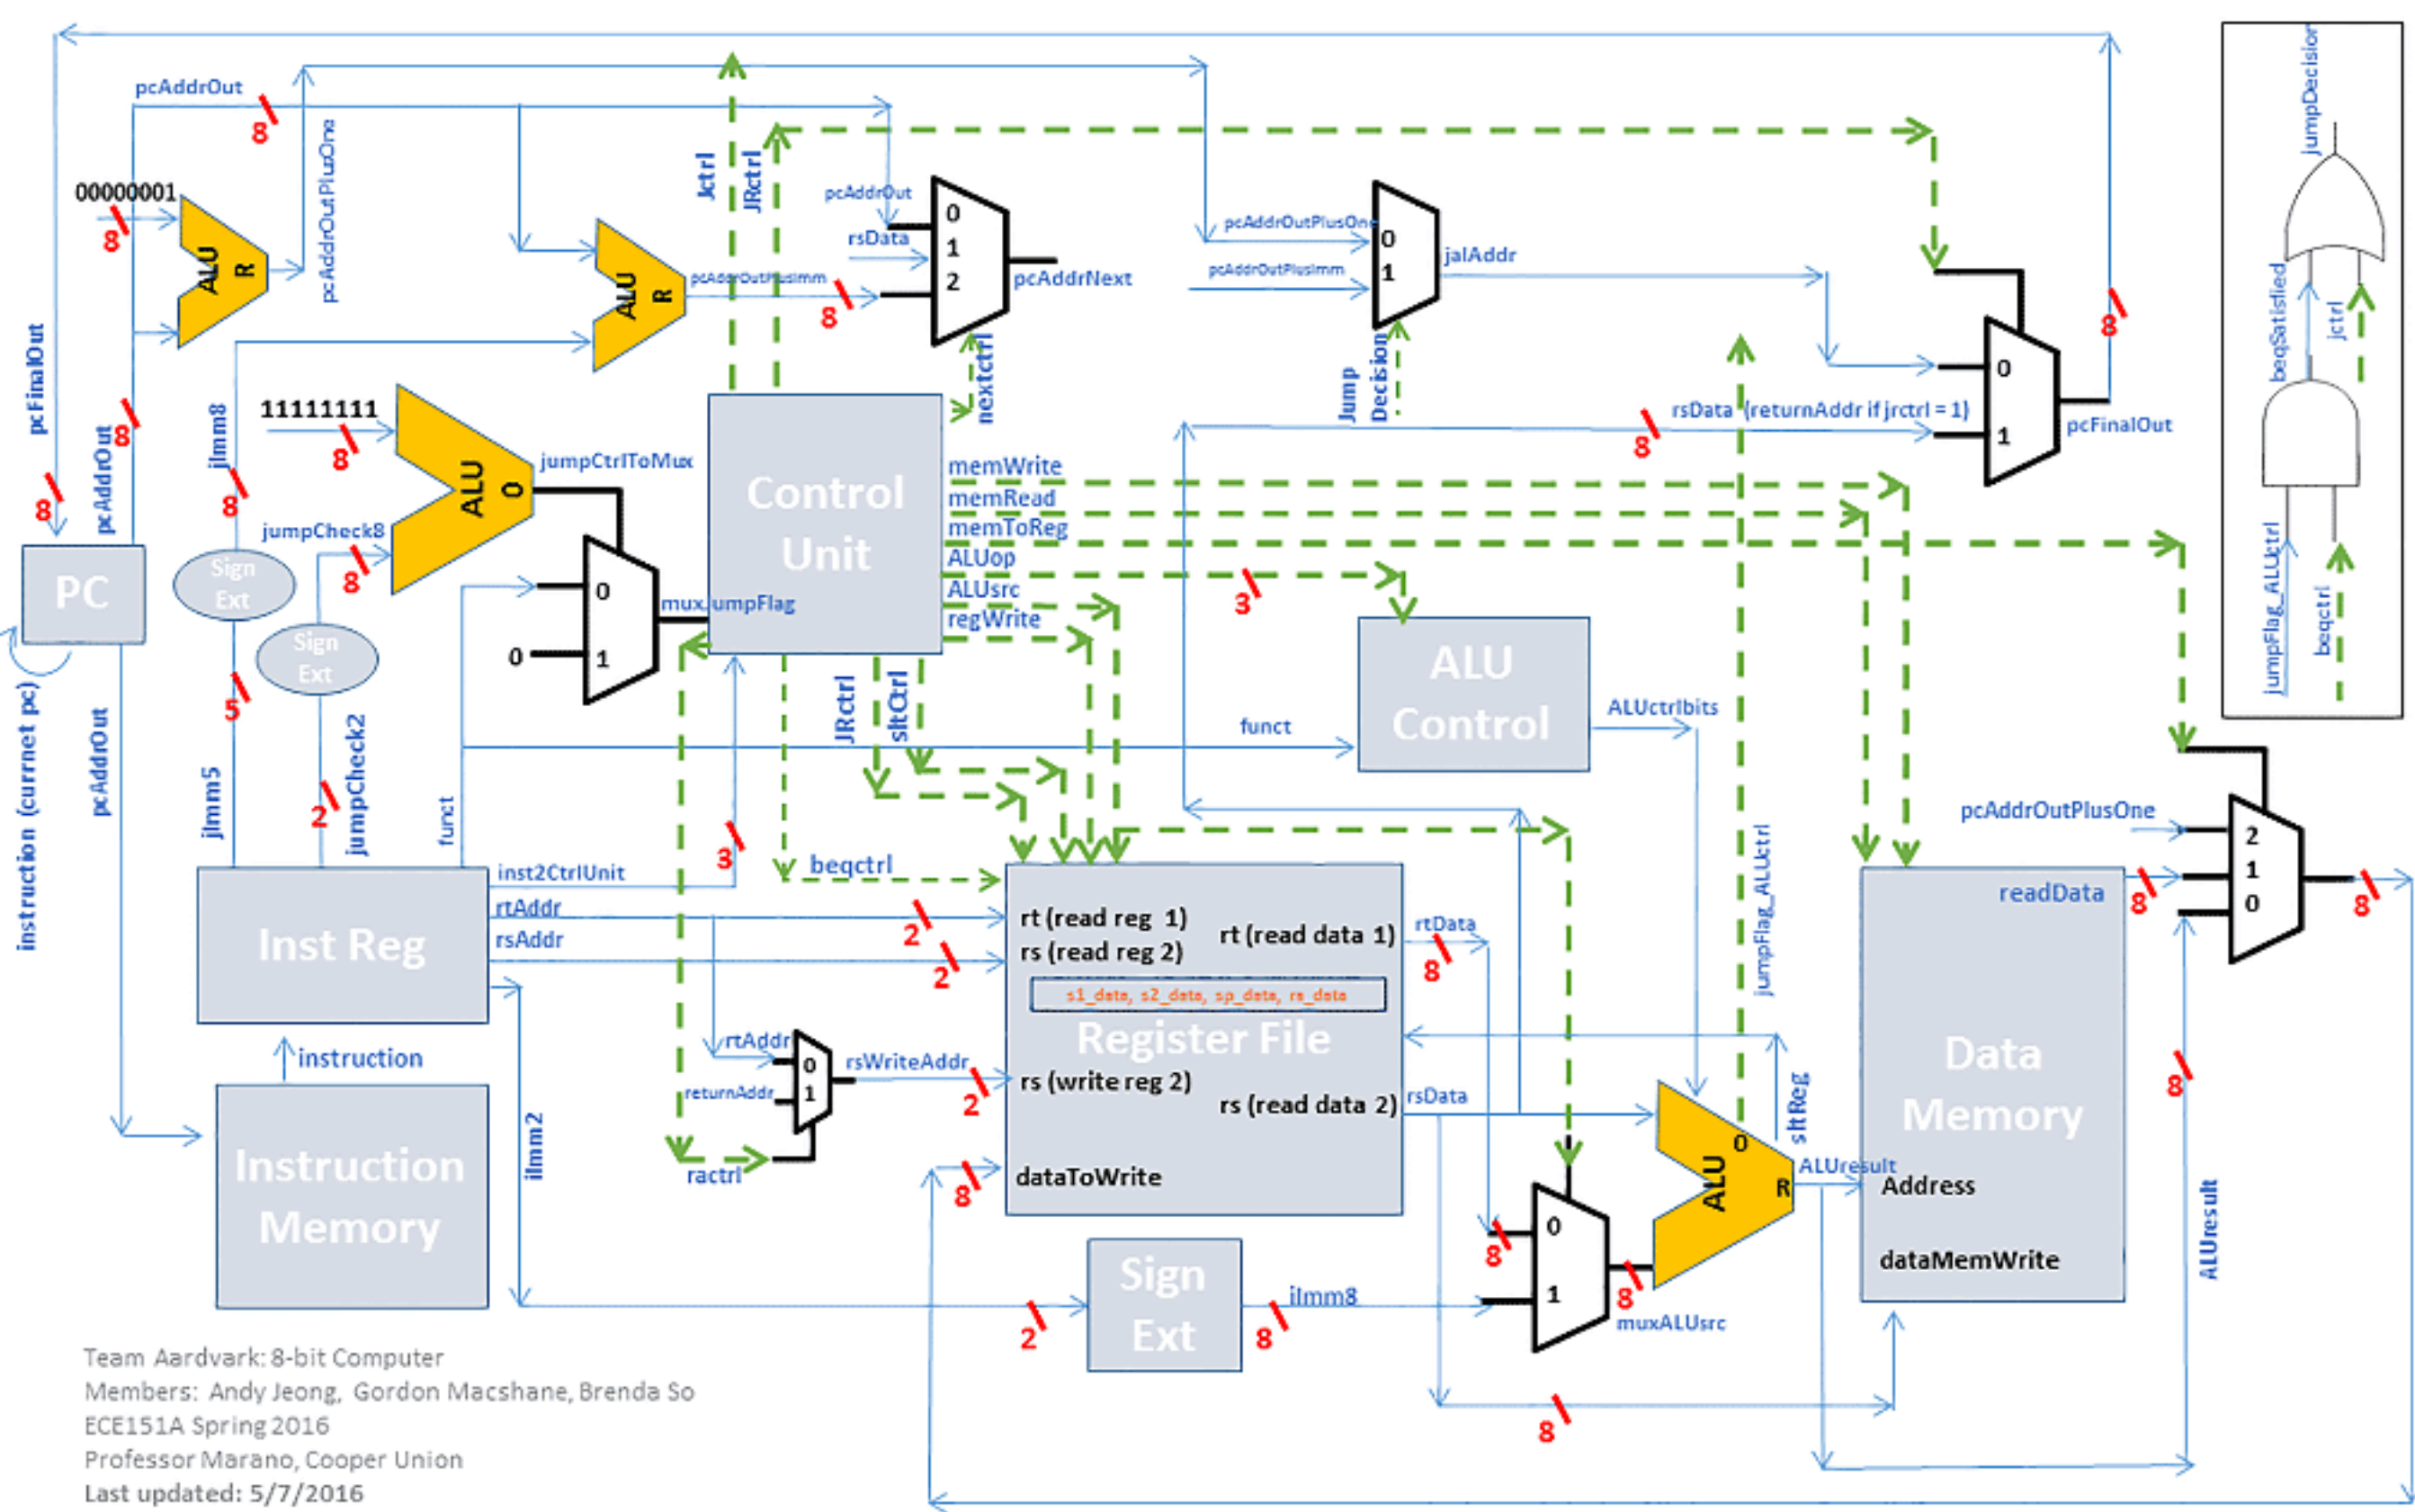 pcAddrOut
8
00000001
8
pcAddrOutPlusOne
ALU
R
pcFinalOut
8
pcAddrOut
8
jImm8
8
ALU
R
pcAddrOutPlusImm
8
Jctrl
JRctrl
pcAddrOut
rsData
0
1
2
pcAddrNext
nextctrl
pcAddrOutPlusOne
pcAddrOutPlusImm
0
1
jalAddr
Jump
Decision
rsData (returnAddr if jrctrl = 1)
8
0
1
pcFinalOut
8
jumpDecision
beqSatisfied
jctrl
jumpFlag_ALUctrl
beqctrl
11111111
8
jumpCheck8
8
ALU
0
jumpCtrlToMux
0
0
1
muxJumpFlag
Control
Unit
memWrite
memRead
memToReg
ALUop
ALUsrc
regWrite
3
PC
instruction (currnet pc)
pcAddrOut
Sign
Ext
Sign
Ext
5
jImm5
2
jumpCheck2
funct
3
JRctrl
sltCtrl
funct
ALU
Control
ALUctrlbits
jumpFlag_ALUctrl
Inst Reg
inst2CtrlUnit
rtAddr
rsAddr
2
2
beqctrl
instruction
Instruction
Memory
iImm2
rtAddr
returnAddr
0
1
rsWriteAddr
2
ractrl
rt (read reg 1)
rs (read reg 2)
rt (read data 1)
s1_data, s2_data, sp_data, ra_data
Register File
rs (write reg 2)
rs (read data 2)
dataToWrite
8
rtData
8
rsData
Sign
Ext
2
8
iImm8
8
0
1
8
muxALUsrc
ALU
0
R
sltReg
ALUresult
8
readData
Data
Memory
Address
dataMemWrite
pcAddrOutPlusOne
8
2
1
0
8
8
ALUresult
Team Aardvark: 8-bit Computer
Members: Andy Jeong, Gordon Macshane, Brenda So
ECE151A Spring 2016
Professor Marano, Cooper Union
Last updated: 5/7/2016